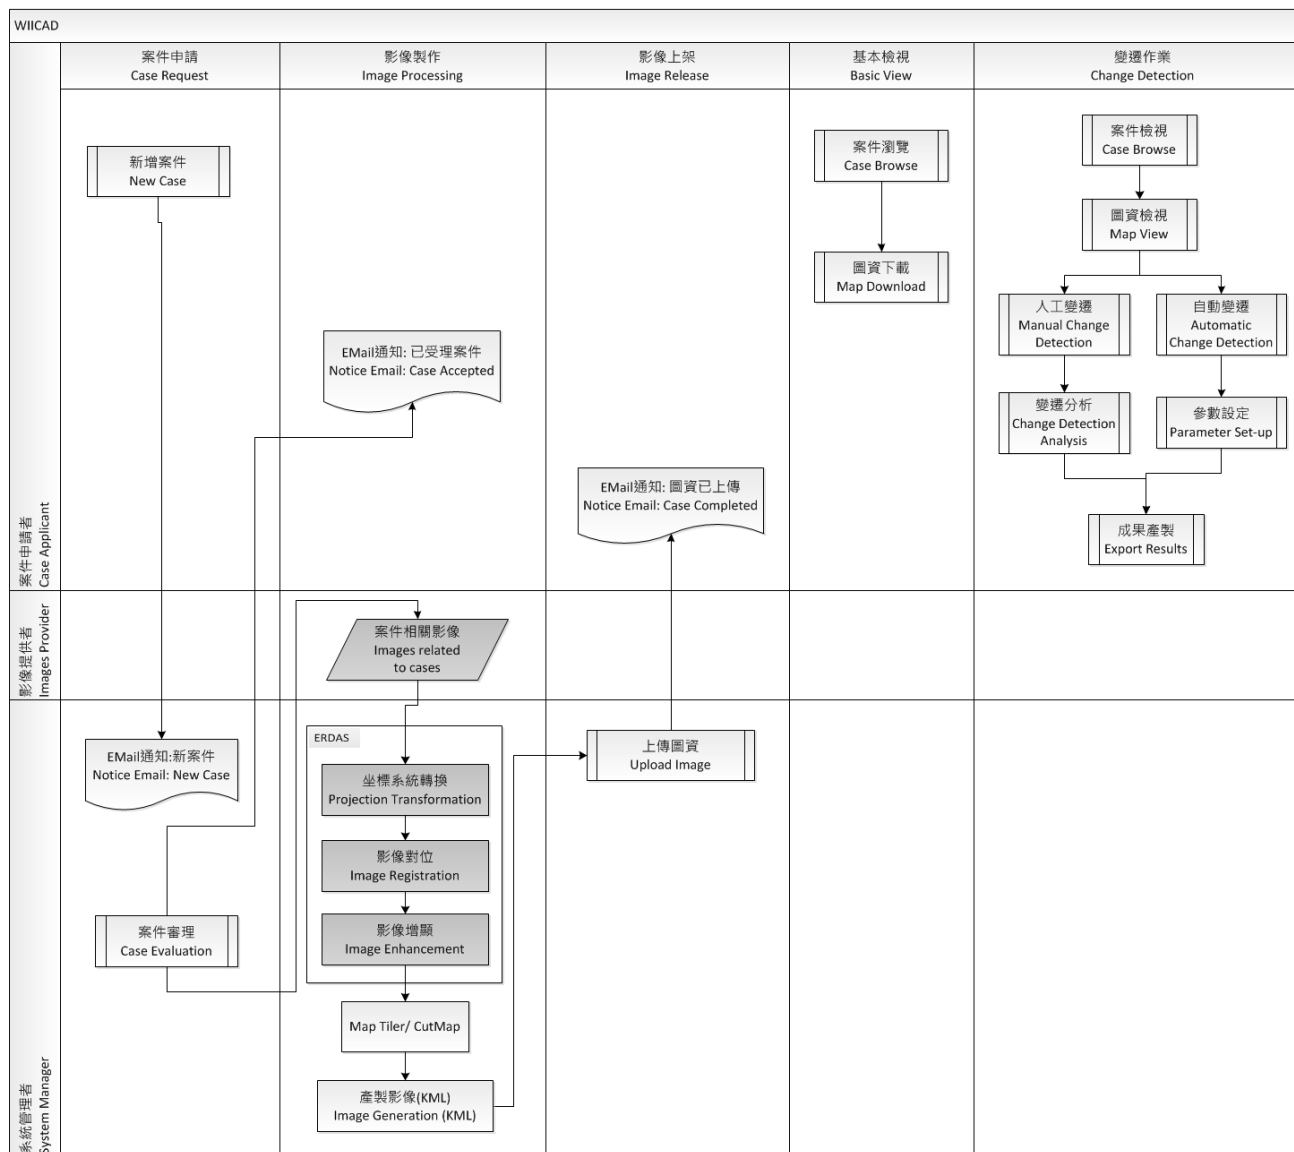 WIICAD
案件申請
Case Request
影像製作
Image Processing
影像上架
Image Release
基本檢視
Basic View
變遷作業
Change Detection
案件申請者
Case Applicant
新增案件
New Case
EMail通知: 已受理案件
Notice Email: Case Accepted
EMail通知: 圖資已上傳
Notice Email: Case Completed
案件瀏覽
Case Browse
圖資下載
Map Download
案件檢視
Case Browse
圖資檢視
Map View
人工變遷
Manual Change
Detection
自動變遷
Automatic
Change Detection
變遷分析
Change Detection
Analysis
參數設定
Parameter Set-up
成果產製
Export Results
影像提供者
Images Provider
案件相關影像
Images related
to cases
系統管理者
System Manager
EMail通知:新案件
Notice Email: New Case
案件審理
Case Evaluation
ERDAS
坐標系統轉換
Projection Transformation
影像對位
Image Registration
影像增顯
Image Enhancement
Map Tiler/ CutMap
產製影像(KML)
Image Generation (KML)
上傳圖資
Upload Image